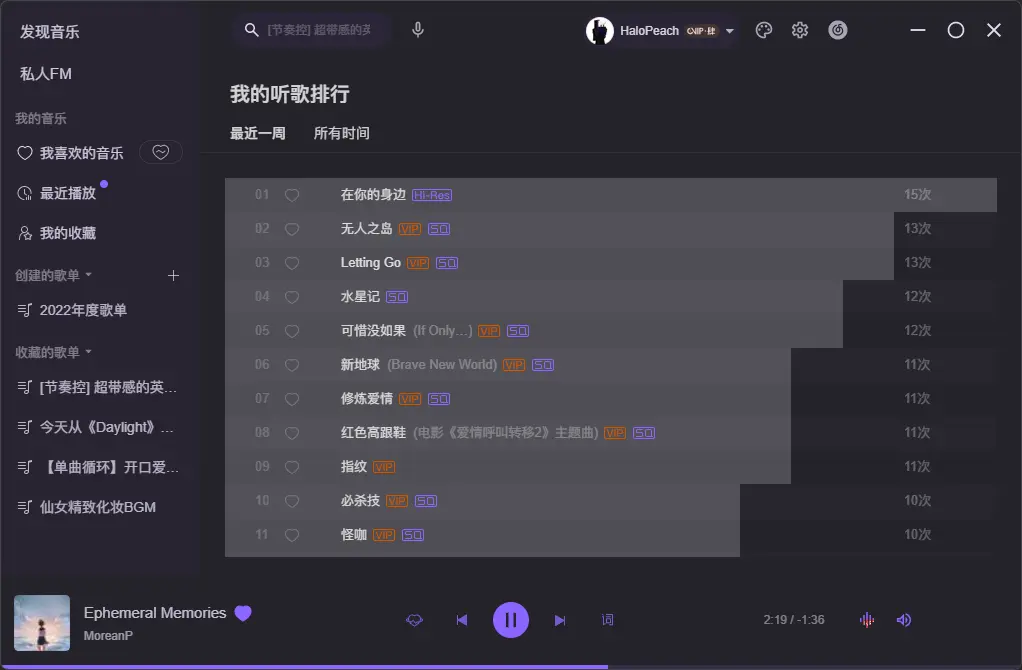 发现音乐
[节奏控] 超带感的英
HaloPeach
私人FM
我的听歌排行
我的音乐
最近一周 所有时间
我喜欢的音乐
最近播放
我的收藏
创建的歌单
2022年度歌单
收藏的歌单
[节奏控] 超带感的英...
今天从《Daylight》...
【单曲循环】开口爱...
仙女精致化妆BGM
01 在你的身边 Hi-Res 15次
02 无人之岛 VIP SQ 13次
03 Letting Go VIP SQ 13次
04 水星记 SQ 12次
05 可惜没如果 (If Only...) VIP SQ 12次
06 新地球 (Brave New World) VIP SQ 11次
07 修炼爱情 VIP SQ 11次
08 红色高跟鞋 (电影《爱情呼叫转移2》主题曲) VIP SQ 11次
09 指纹 VIP 11次
10 必杀技 VIP SQ 10次
11 怪咖 VIP SQ 10次
Ephemeral Memories
MoreanP
词
2:19 / -1:36